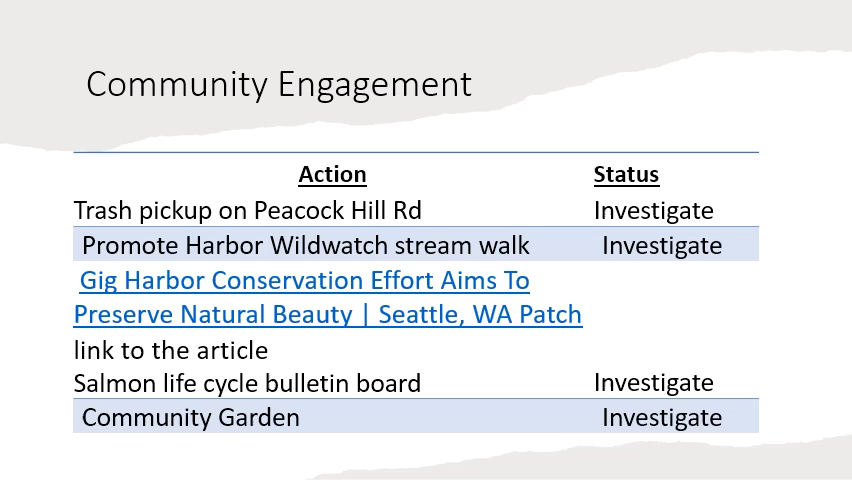 Community Engagement
Action Status
Trash pickup on Peacock Hill Rd Investigate
Promote Harbor Wildwatch stream walk Investigate
Gig Harbor Conservation Effort Aims To
Preserve Natural Beauty | Seattle, WA Patch
link to the article
Salmon life cycle bulletin board Investigate
Community Garden Investigate